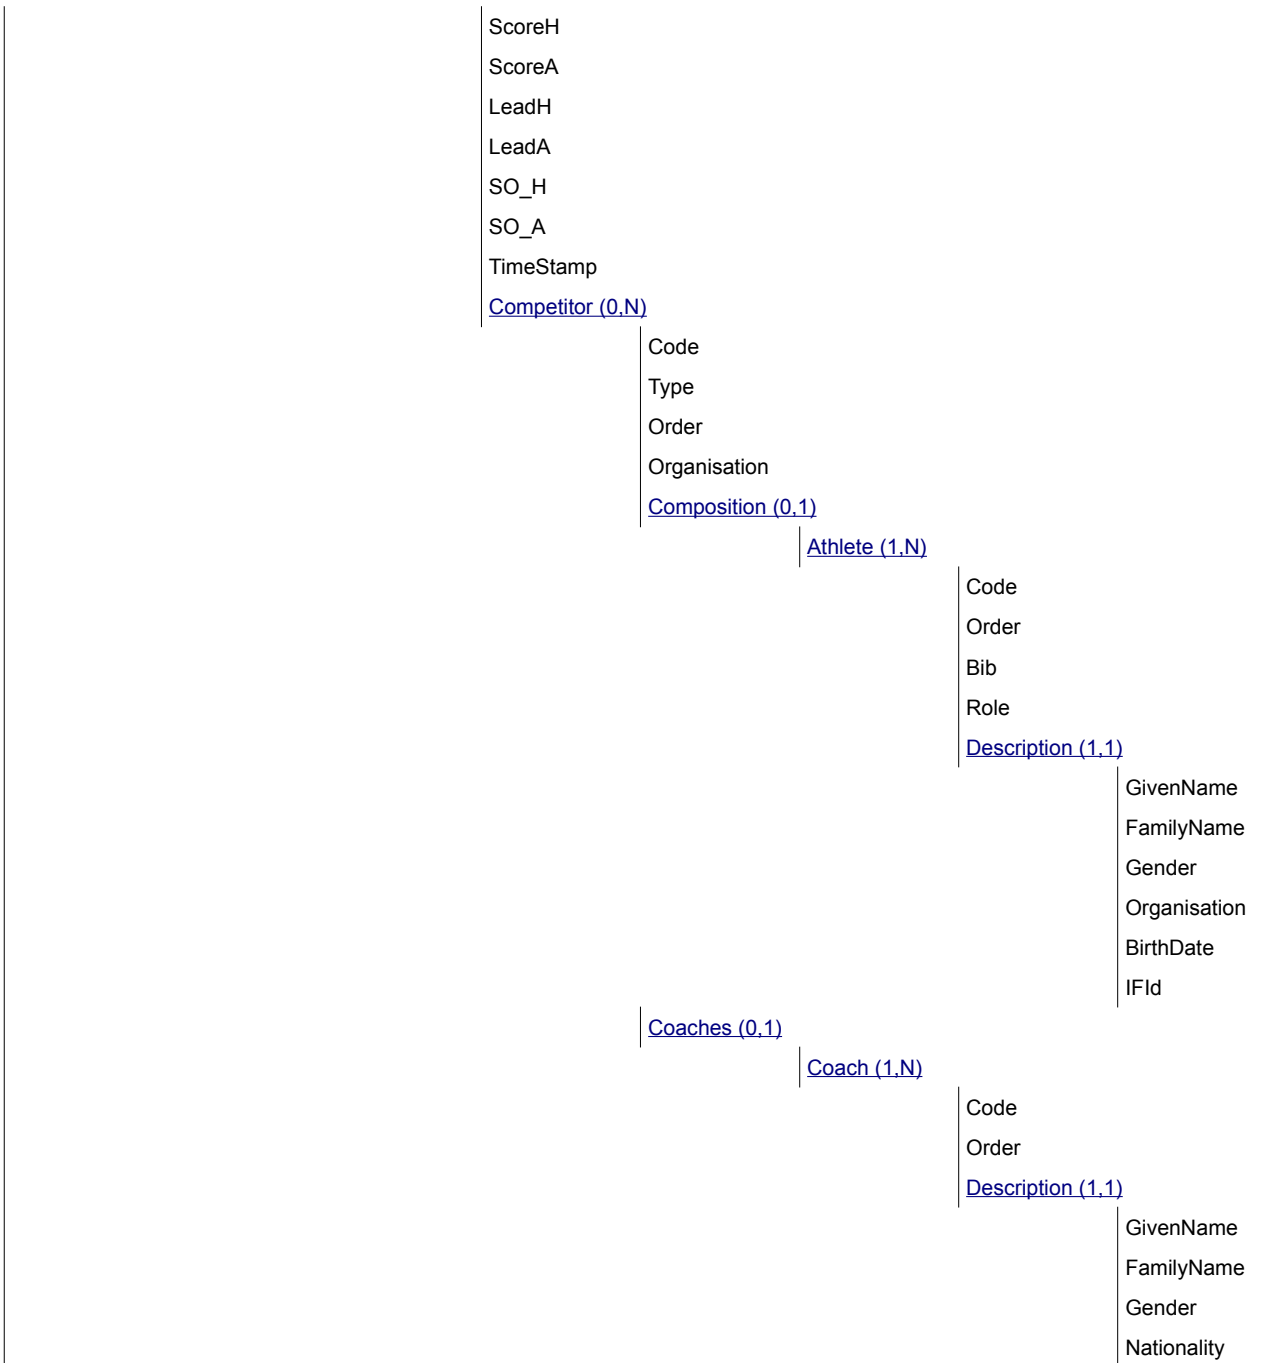 ScoreH
ScoreA
LeadH
LeadA
SO_H
SO_A
TimeStamp
Competitor (0,N)
Code
Type
Order
Organisation
Composition (0,1)
Athlete (1,N)
Code
Order
Bib
Role
Description (1,1)
GivenName
FamilyName
Gender
Organisation
BirthDate
IFId
Coaches (0,1)
Coach (1,N)
Code
Order
Description (1,1)
GivenName
FamilyName
Gender
Nationality